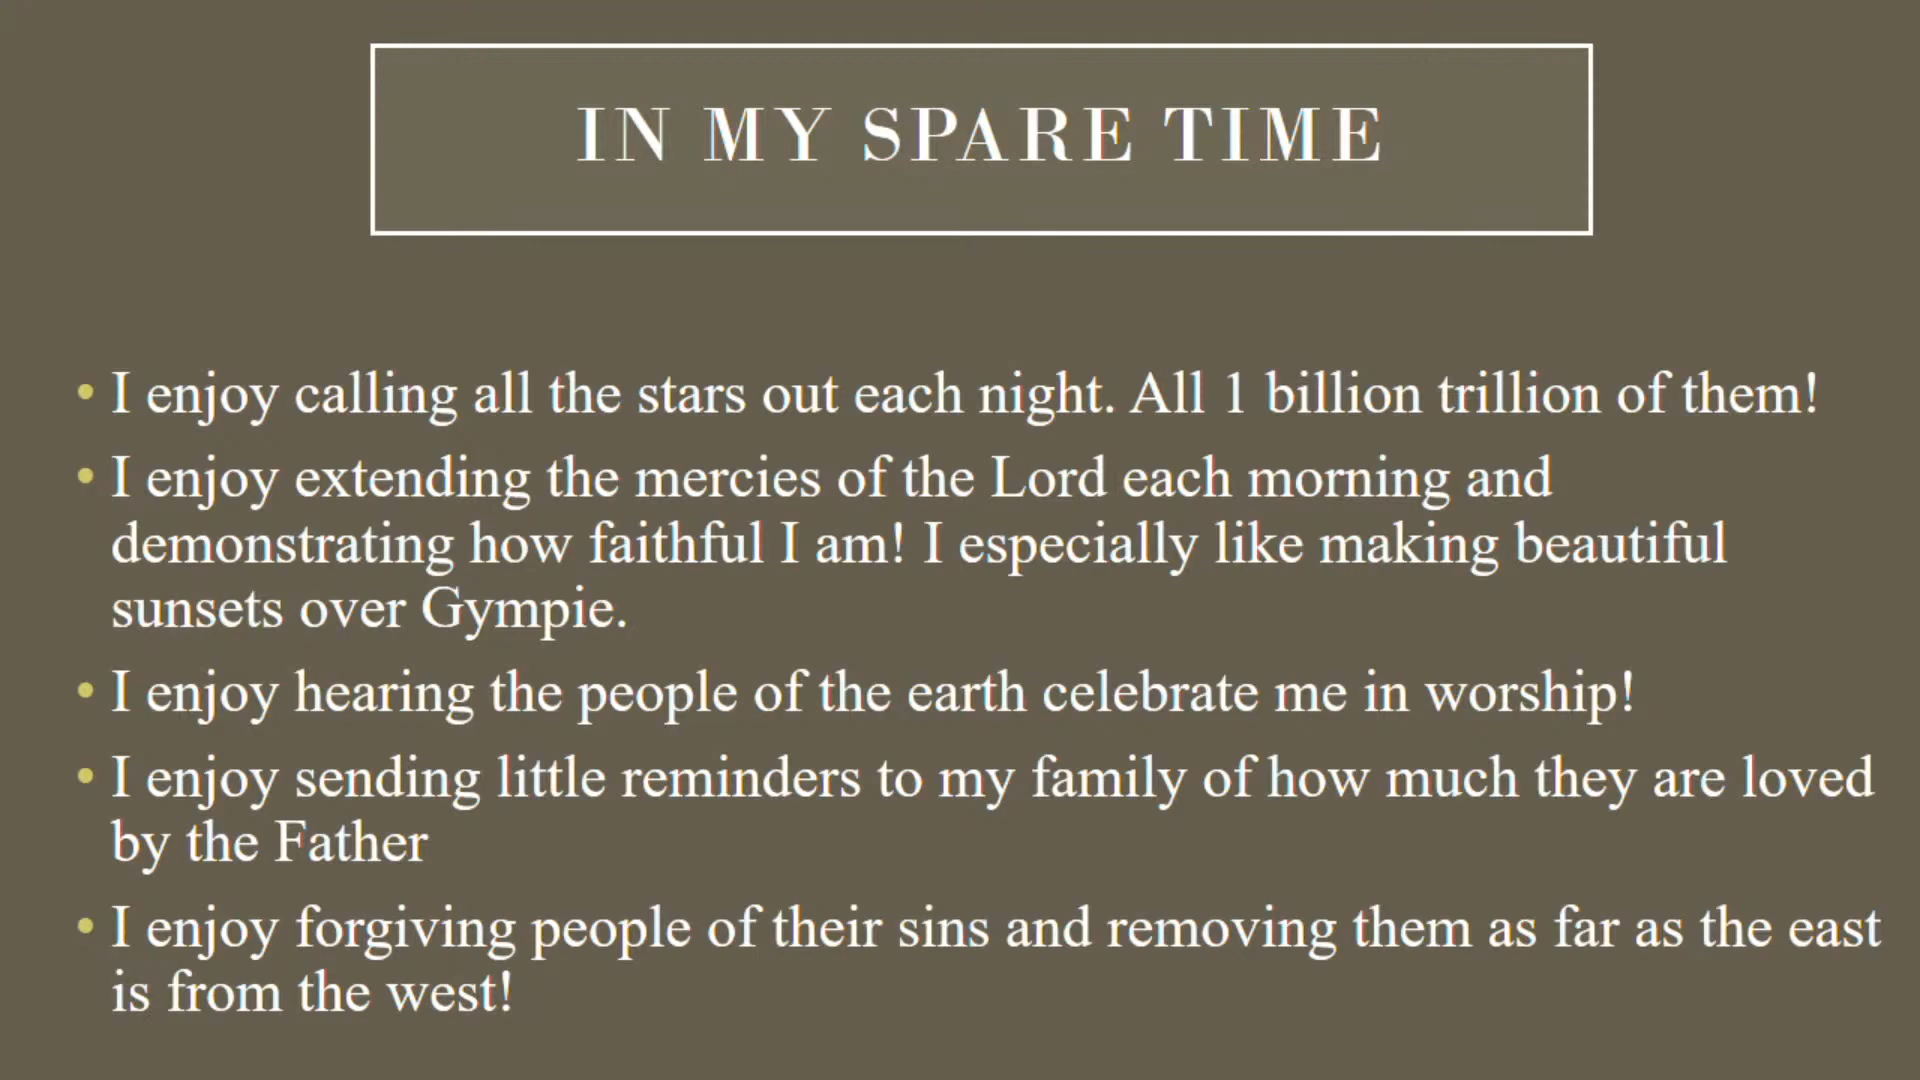 IN MY SPARE TIME
• I enjoy calling all the stars out each night. All 1 billion trillion of them!
• I enjoy extending the mercies of the Lord each morning and
demonstrating how faithful I am! I especially like making beautiful
sunsets over Gympie.
• I enjoy hearing the people of the earth celebrate me in worship!
• I enjoy sending little reminders to my family of how much they are loved
by the Father
• I enjoy forgiving people of their sins and removing them as far as the east
is from the west!